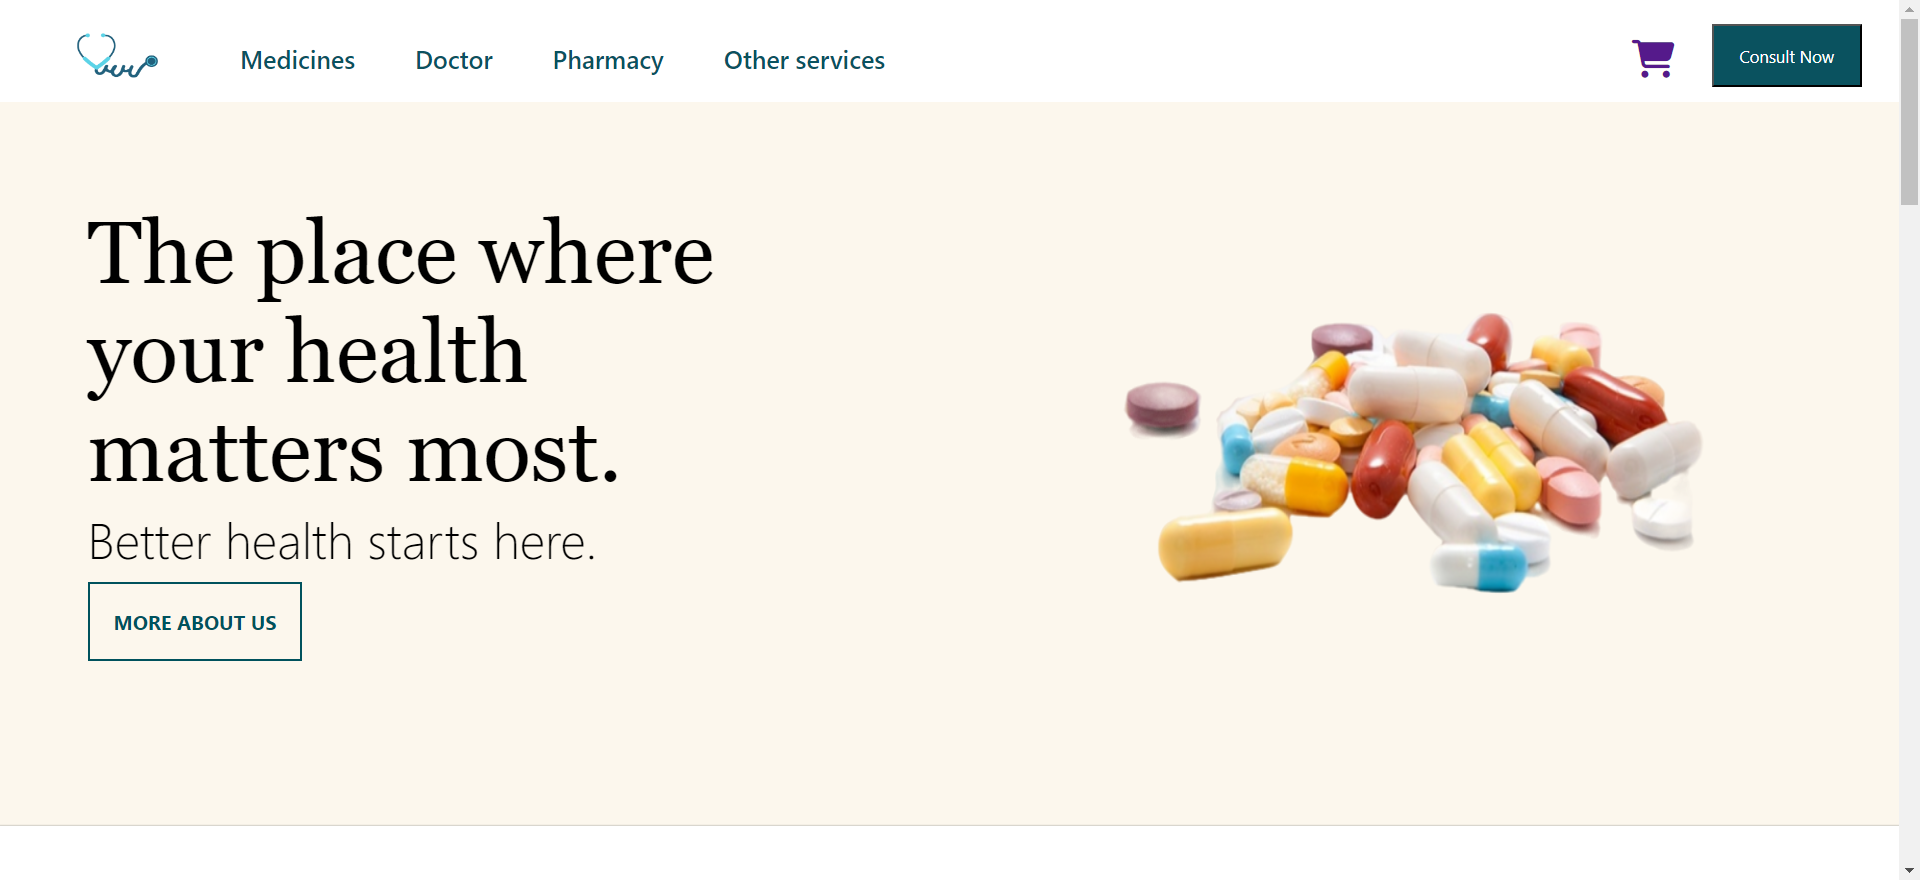 Medicines Doctor Pharmacy Other services Consult Now
The place where
your health
matters most.
Better health starts here.
MORE ABOUT US